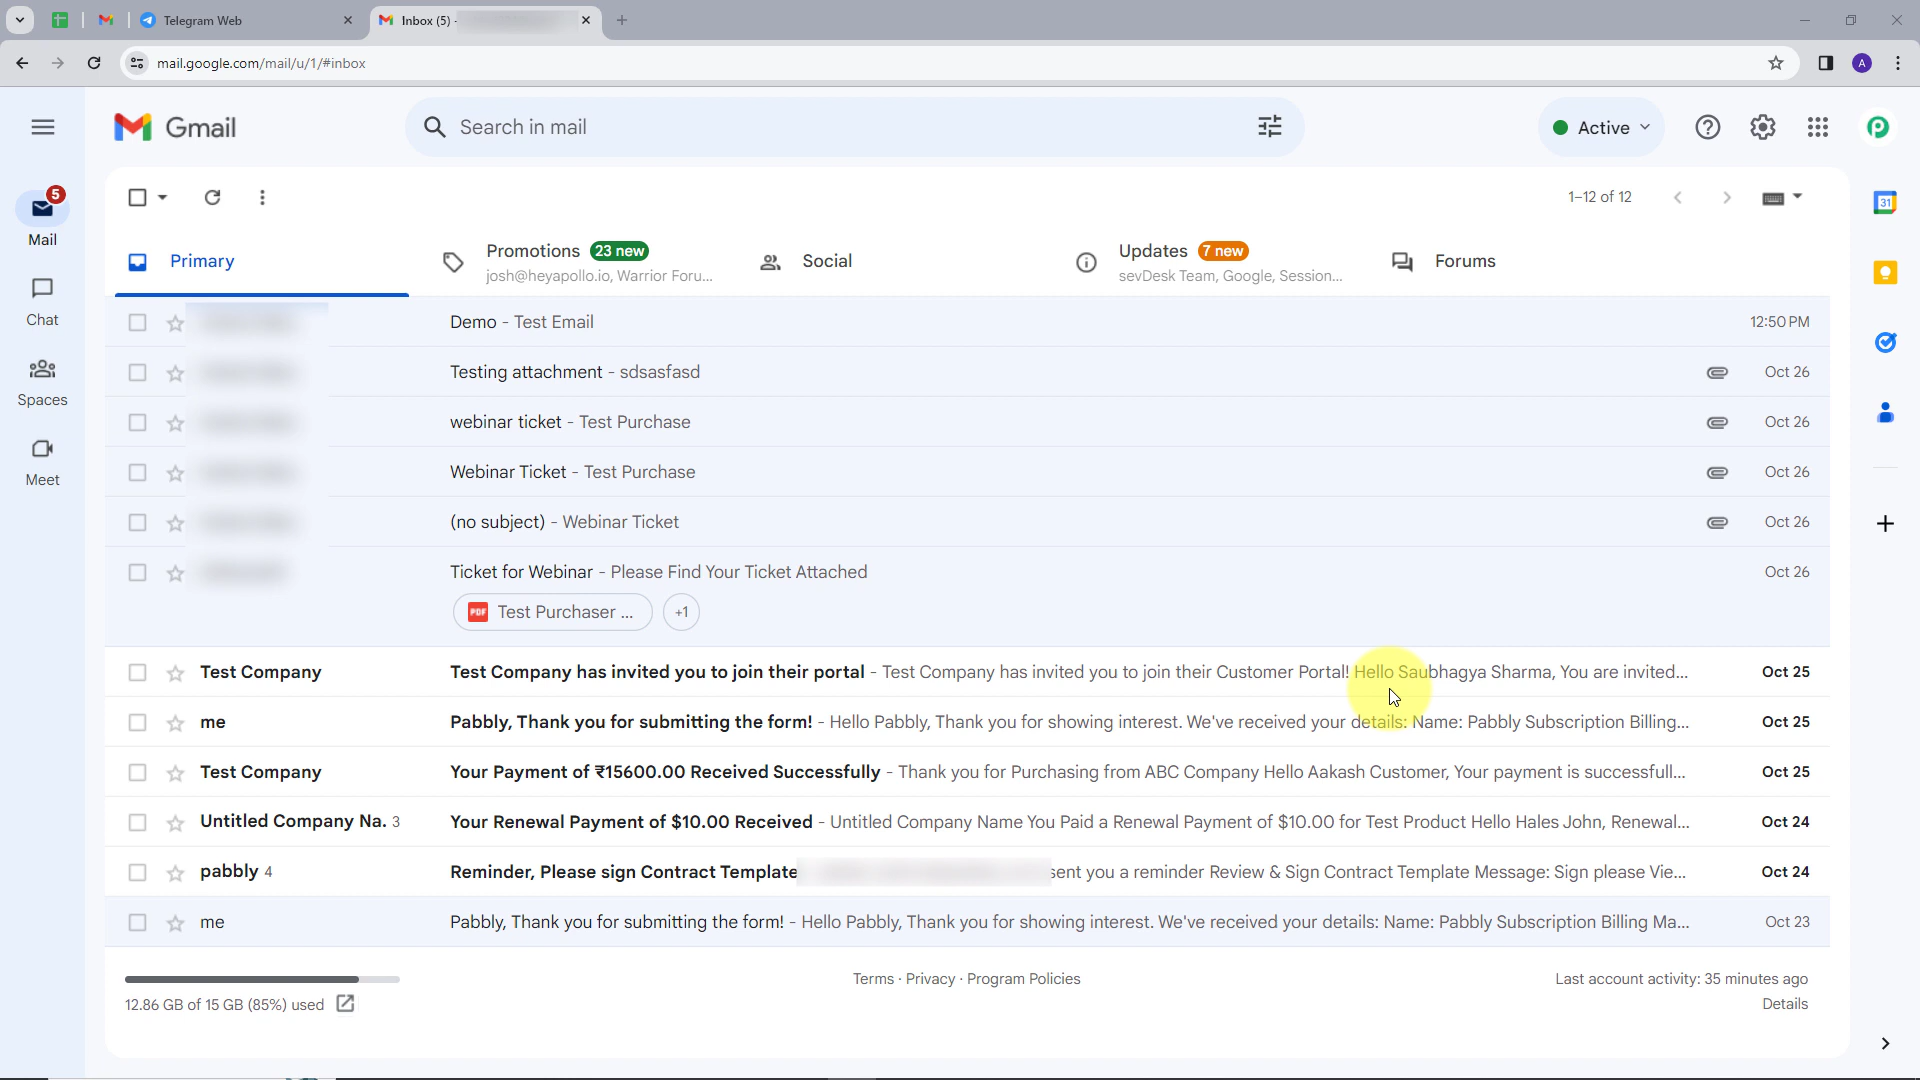 Telegram Web
Inbox (5) -
mail.google.com/mail/u/1/#inbox
A
Gmail
Search in mail
Active
5
Mail
Chat
Spaces
Meet
1–12 of 12
31
Primary
Promotions 23 new
josh@heyapollo.io, Warrior Foru...
Social
Updates 7 new
sevDesk Team, Google, Session...
Forums
Demo - Test Email 12:50 PM
Testing attachment - sdsasfasd Oct 26
webinar ticket - Test Purchase Oct 26
Webinar Ticket - Test Purchase Oct 26
(no subject) - Webinar Ticket Oct 26
Ticket for Webinar - Please Find Your Ticket Attached Oct 26
PDF Test Purchaser ... +1
Test Company Test Company has invited you to join their portal - Test Company has invited you to join their Customer Portal! Hello Saubhagya Sharma, You are invited... Oct 25
me Pabbly, Thank you for submitting the form! - Hello Pabbly, Thank you for showing interest. We've received your details: Name: Pabbly Subscription Billing... Oct 25
Test Company Your Payment of ₹15600.00 Received Successfully - Thank you for Purchasing from ABC Company Hello Aakash Customer, Your payment is successfull... Oct 25
Untitled Company Na. 3 Your Renewal Payment of $10.00 Received - Untitled Company Name You Paid a Renewal Payment of $10.00 for Test Product Hello Hales John, Renewal... Oct 24
pabbly 4 Reminder, Please sign Contract Template sent you a reminder Review & Sign Contract Template Message: Sign please Vie... Oct 24
me Pabbly, Thank you for submitting the form! - Hello Pabbly, Thank you for showing interest. We've received your details: Name: Pabbly Subscription Billing Ma... Oct 23
12.86 GB of 15 GB (85%) used
Terms · Privacy · Program Policies
Last account activity: 35 minutes ago
Details